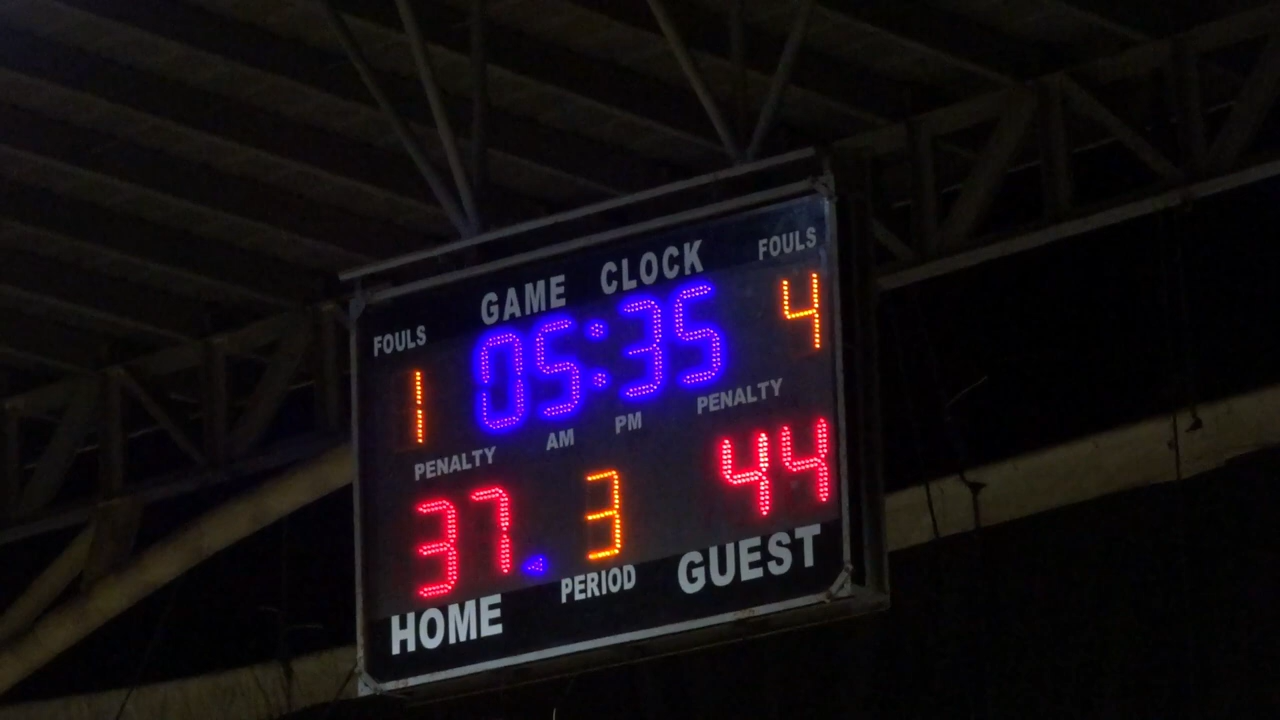 GAME CLOCK
FOULS 05:35 FOULS
1 4
PENALTY AM PM PENALTY
37 3 44
HOME PERIOD GUEST